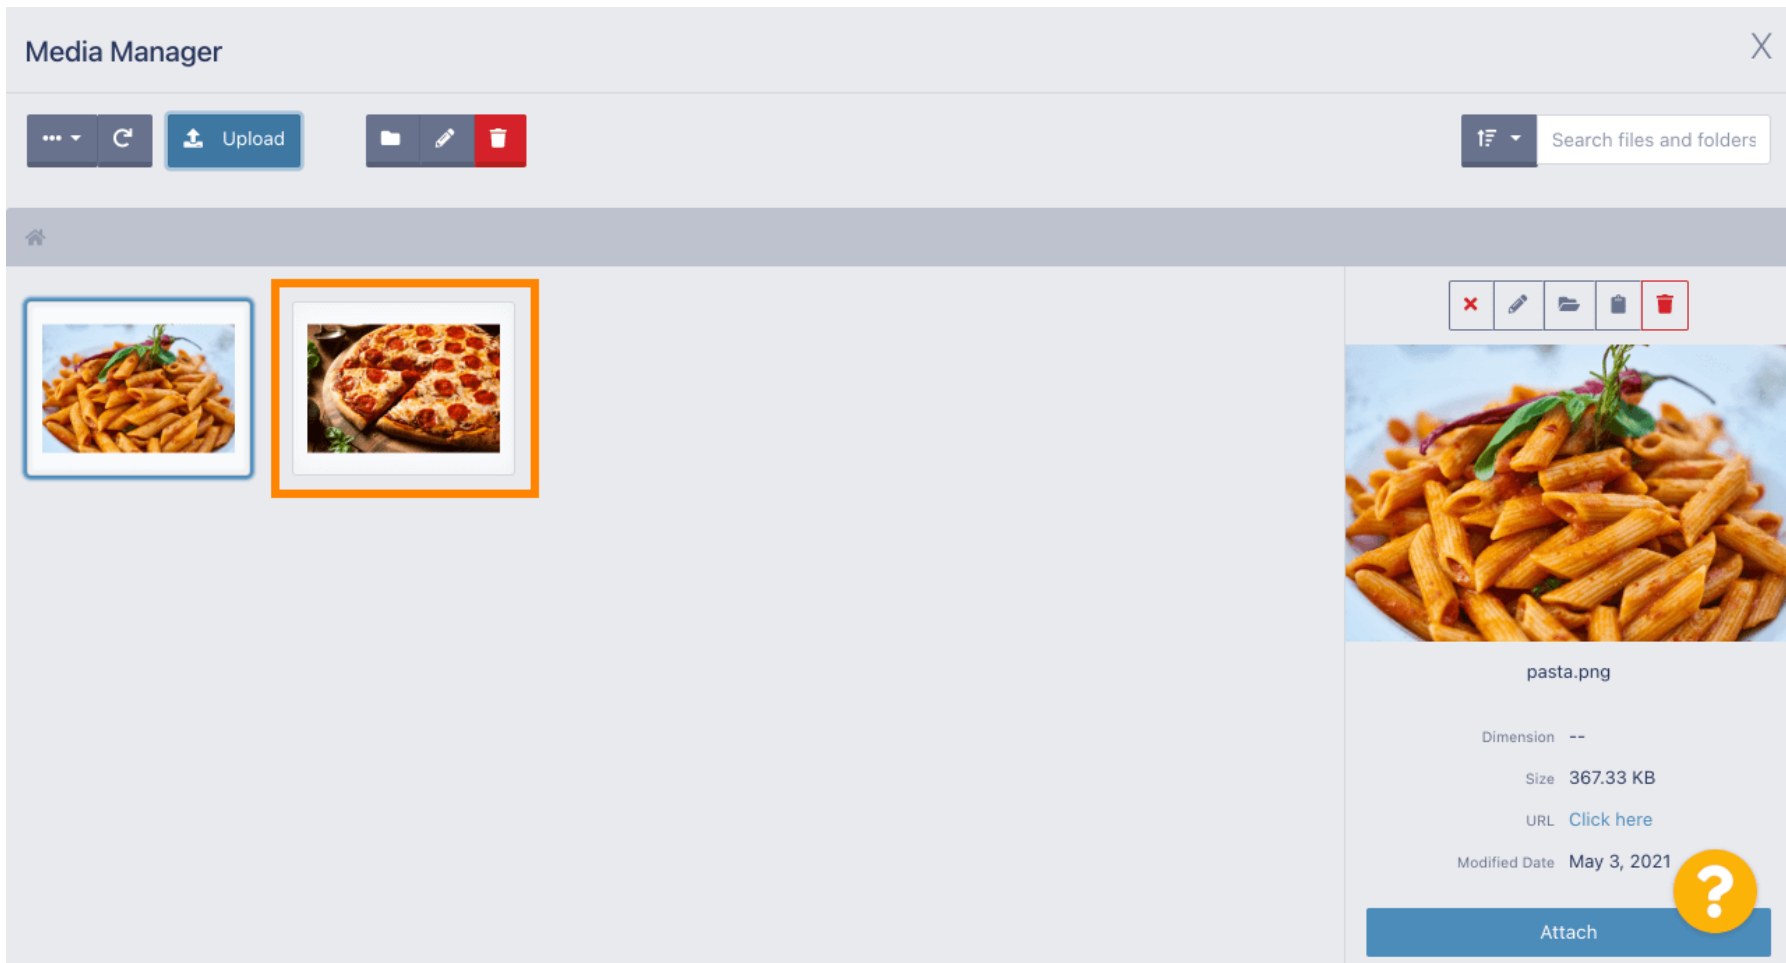 Media Manager
X
Upload
Search files and folders
pasta.png
Dimension --
Size 367.33 KB
URL Click here
Modified Date May 3, 2021
?
Attach